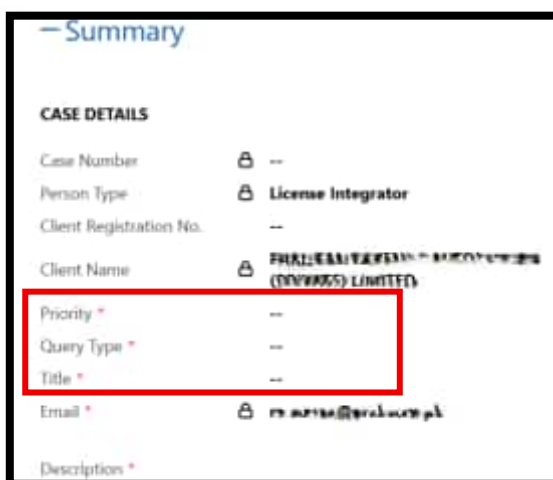 Summary
CASE DETAILS
Case Number --
Person Type License Integrator
Client Registration No. --
Client Name
LIMITED
Priority * --
Query Type * --
Title * --
Email *
Description *